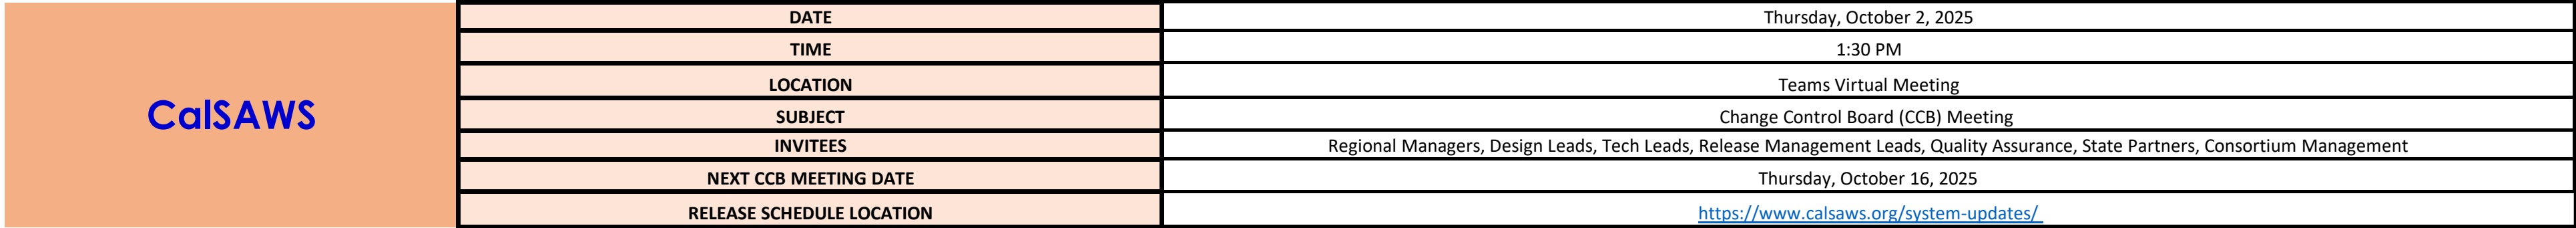 CalSAWS
DATE
Thursday, October 2, 2025
TIME
1:30 PM
LOCATION
Teams Virtual Meeting
SUBJECT
Change Control Board (CCB) Meeting
INVITEES
Regional Managers, Design Leads, Tech Leads, Release Management Leads, Quality Assurance, State Partners, Consortium Management
NEXT CCB MEETING DATE
Thursday, October 16, 2025
RELEASE SCHEDULE LOCATION
https://www.calsaws.org/system-updates/